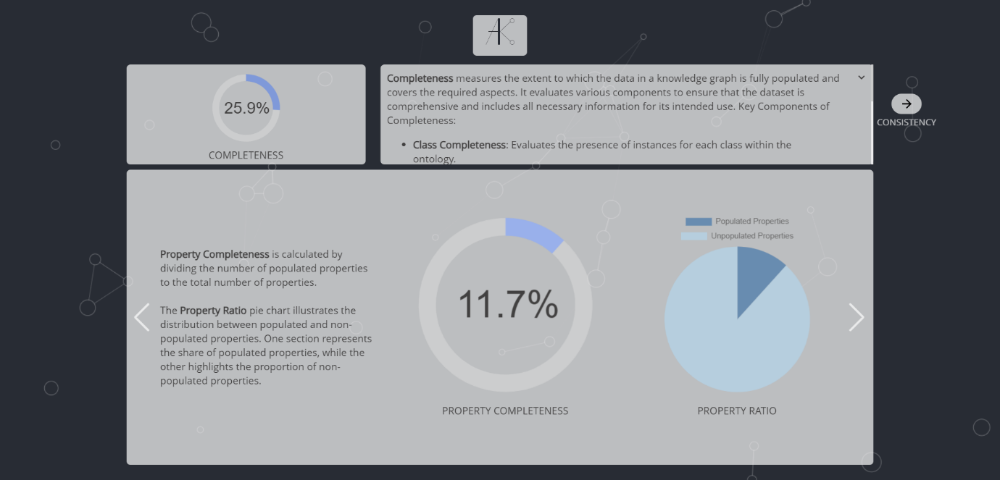 AK
25.9%
COMPLETENESS
Completeness measures the extent to which the data in a knowledge graph is fully populated and
covers the required aspects. It evaluates various components to ensure that the dataset is
comprehensive and includes all necessary information for its intended use. Key Components of
Completeness:
• Class Completeness: Evaluates the presence of instances for each class within the
ontology.
CONSISTENCY
Property Completeness is calculated by
dividing the number of populated properties
to the total number of properties.
The Property Ratio pie chart illustrates the
distribution between populated and non-
populated properties. One section represents
the share of populated properties, while the
other highlights the proportion of non-
populated properties.
11.7%
PROPERTY COMPLETENESS
Populated Properties
Unpopulated Properties
PROPERTY RATIO